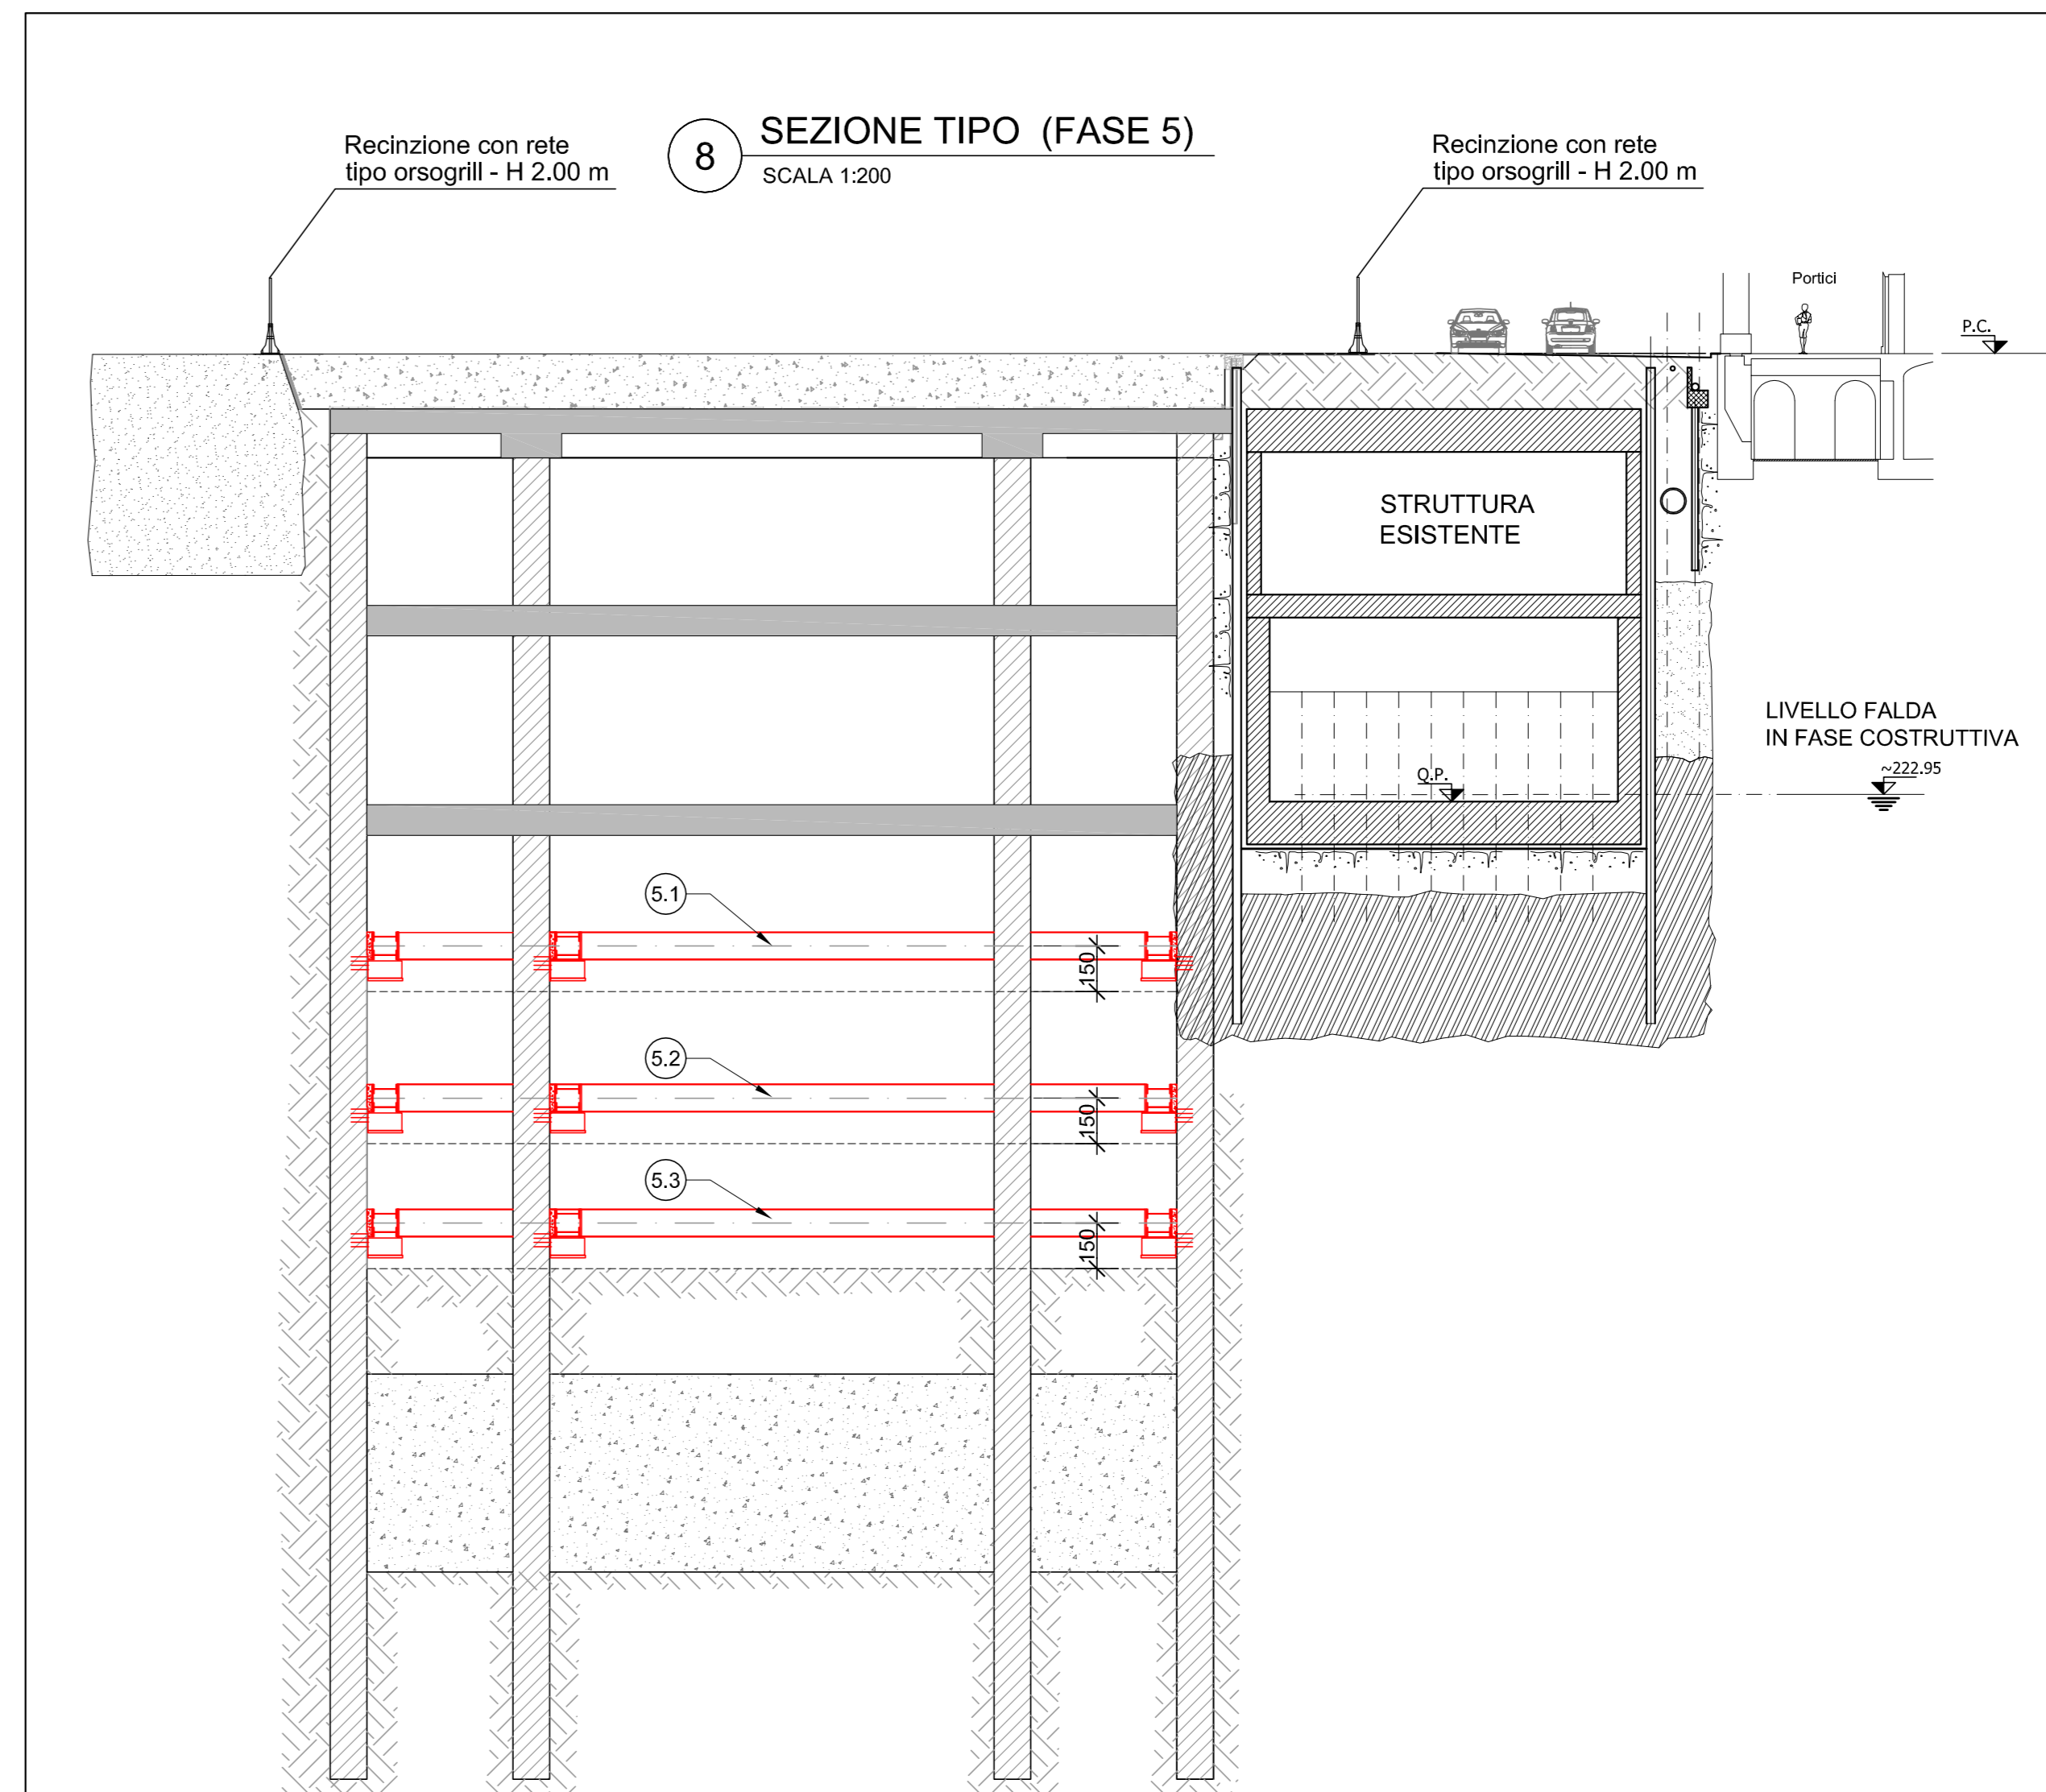 Recinzione con rete
tipo orsogrill - H 2.00 m
8
SEZIONE TIPO (FASE 5)
SCALA 1:200
Recinzione con rete
tipo orsogrill - H 2.00 m
Portici
P.C.
STRUTTURA
ESISTENTE
LIVELLO FALDA
IN FASE COSTRUTTIVA
~222.95
Q.P.
5.1
150
5.2
150
5.3
150